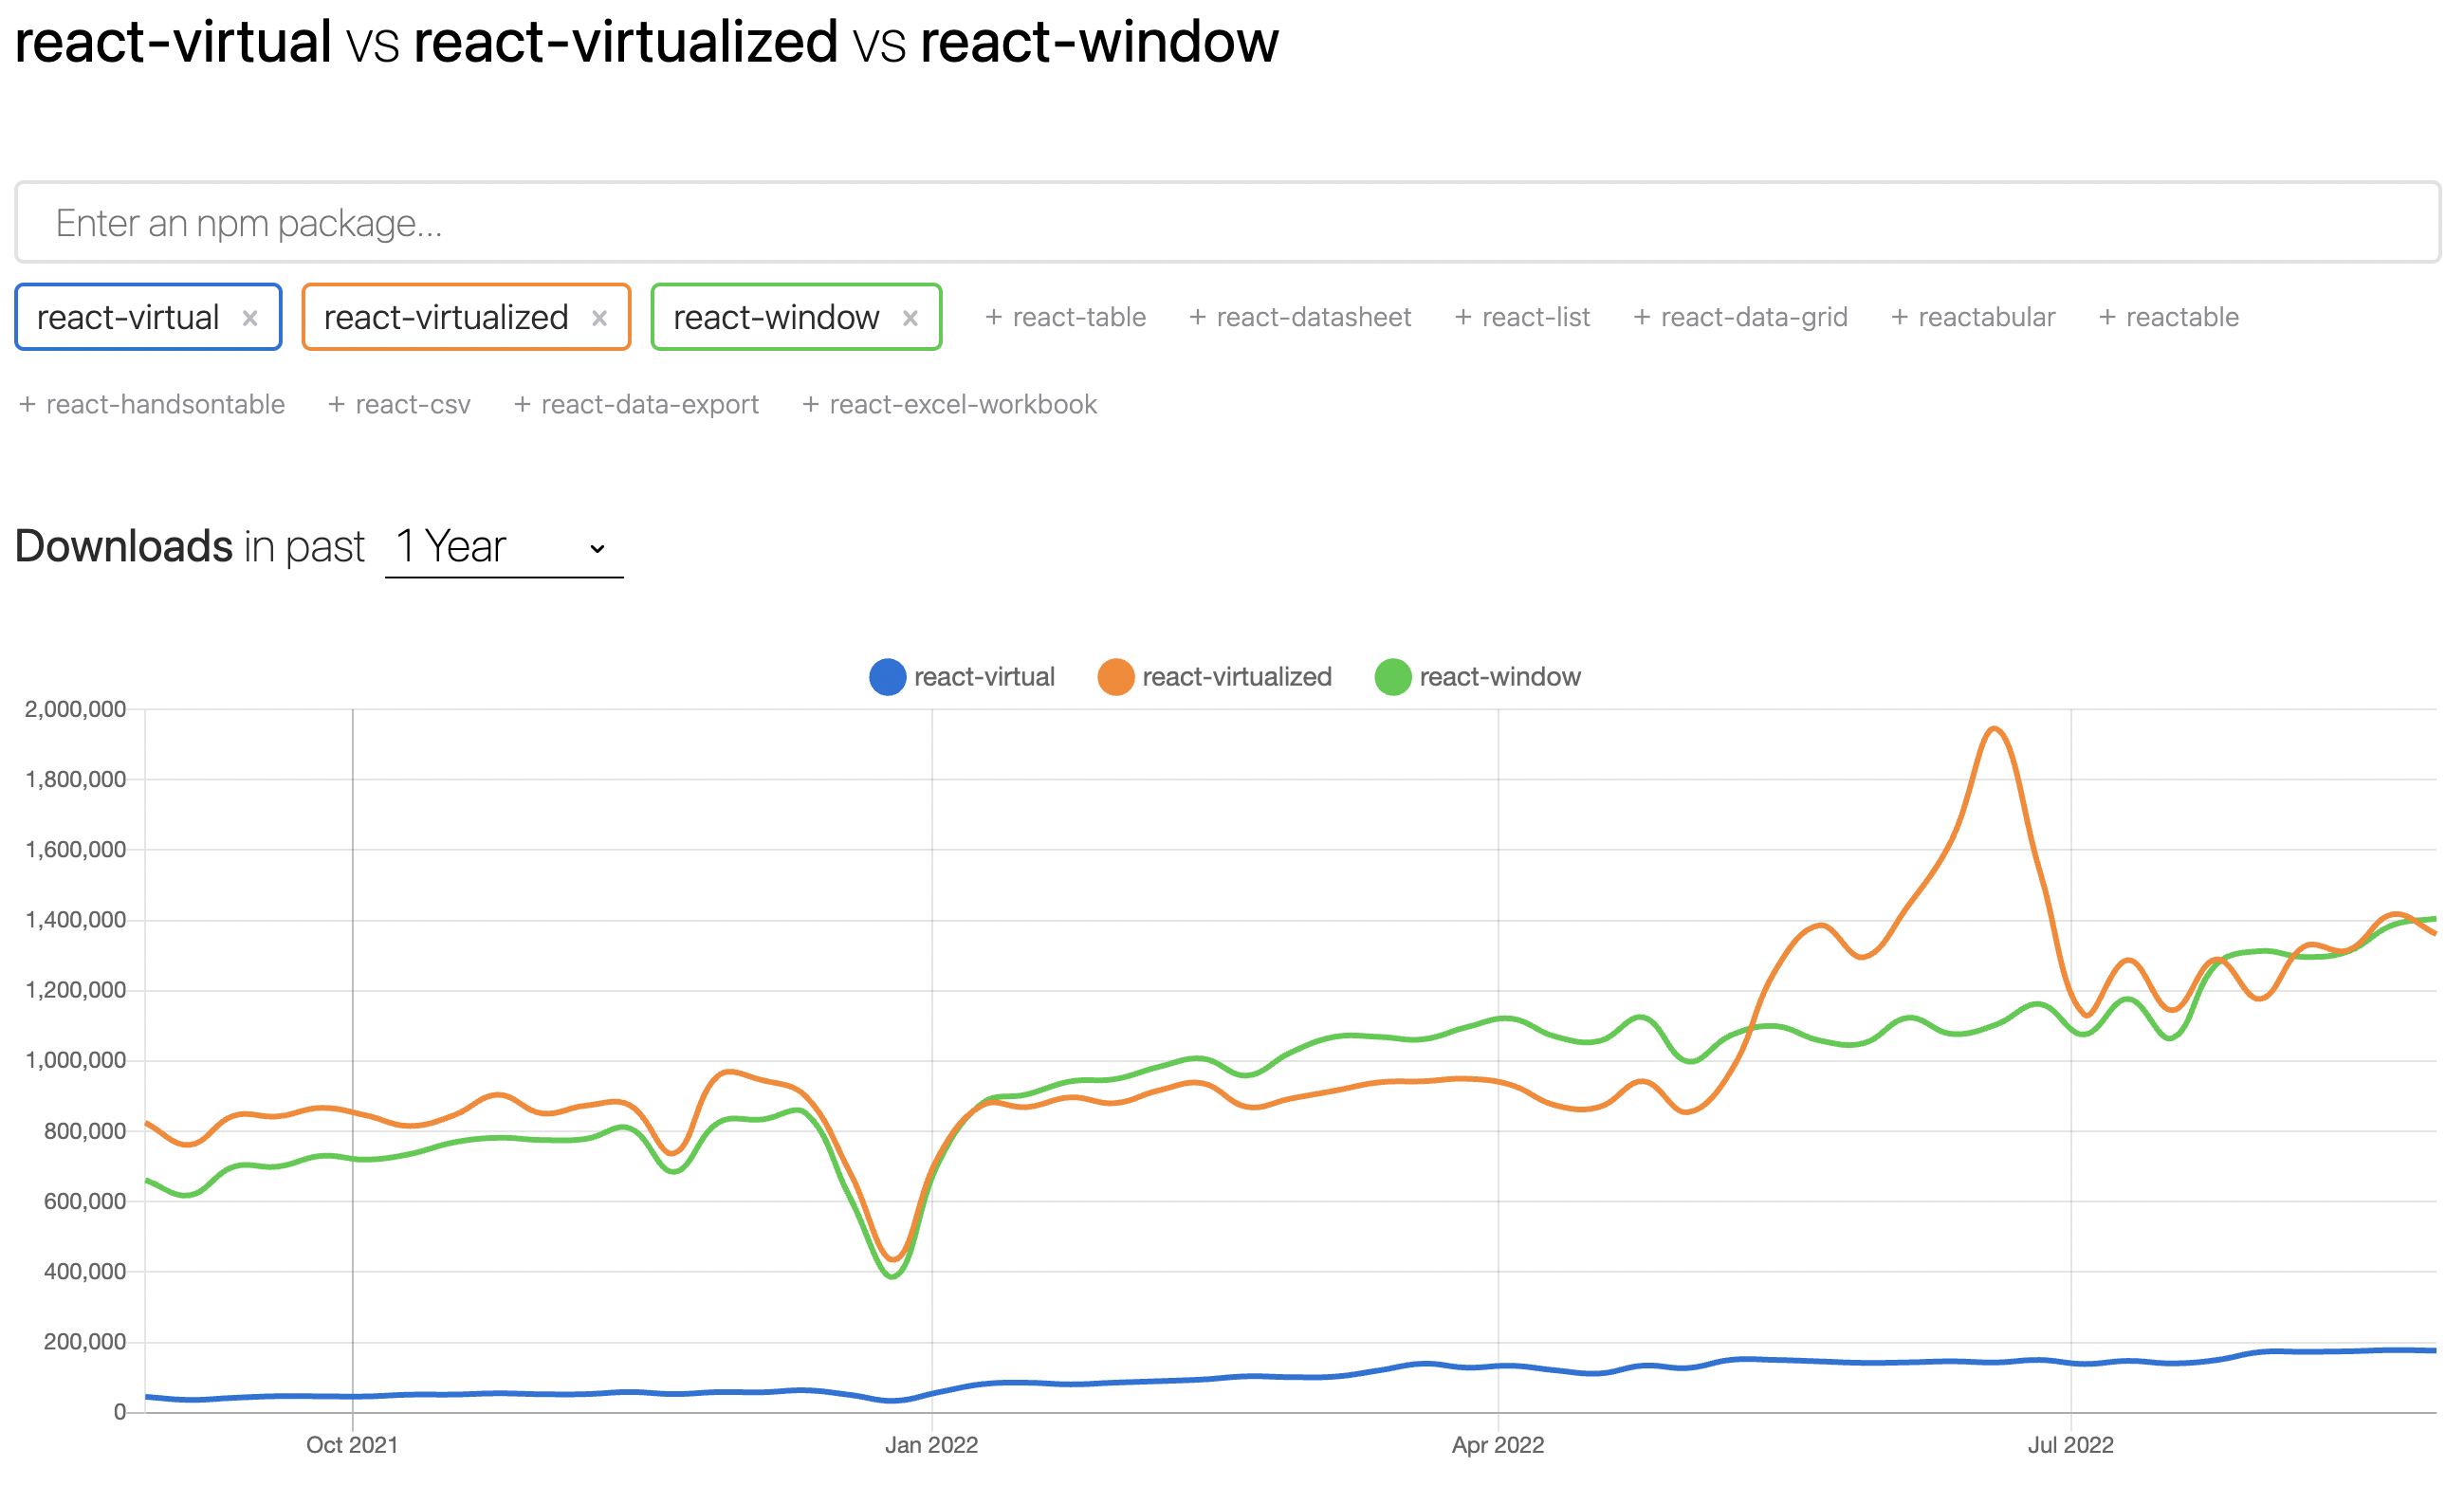 react-virtual vs react-virtualized vs react-window
Enter an npm package...
react-virtual × react-virtualized × react-window × + react-table + react-datasheet + react-list + react-data-grid + reactabular + reactable
+ react-handsontable + react-csv + react-data-export + react-excel-workbook
Downloads in past 1 Year
react-virtual react-virtualized react-window
2,000,000
1,800,000
1,600,000
1,400,000
1,200,000
1,000,000
800,000
600,000
400,000
200,000
0
Oct 2021 Jan 2022 Apr 2022 Jul 2022